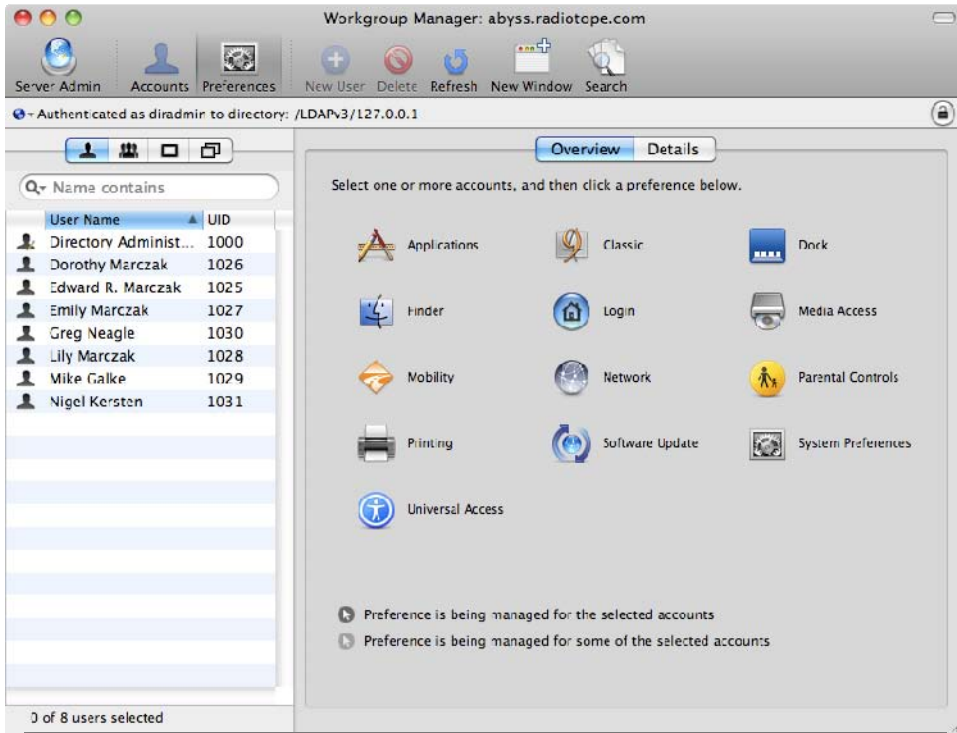 Workgroup Manager: abyss.radiotope.com
Server Admin Accounts Preferences New User Delete Refresh New Window Search
Authenticated as diradmin to directory: /LDAPv3/127.0.0.1
Overview Details
Name contains
Select one or more accounts, and then click a preference below.
User Name UID
Directory Administ... 1000
Dorothy Marczak 1026
Edward R. Marczak 1025
Emily Marczak 1027
Greg Neagle 1030
Lily Marczak 1028
Mike Galke 1029
Nigel Kersten 1031
Applications Classic Dock
Finder Login Media Access
Mobility Network Parental Controls
Printing Software Update System Preferences
Universal Access
Preference is being managed for the selected accounts
Preference is being managed for some of the selected accounts
0 of 8 users selected